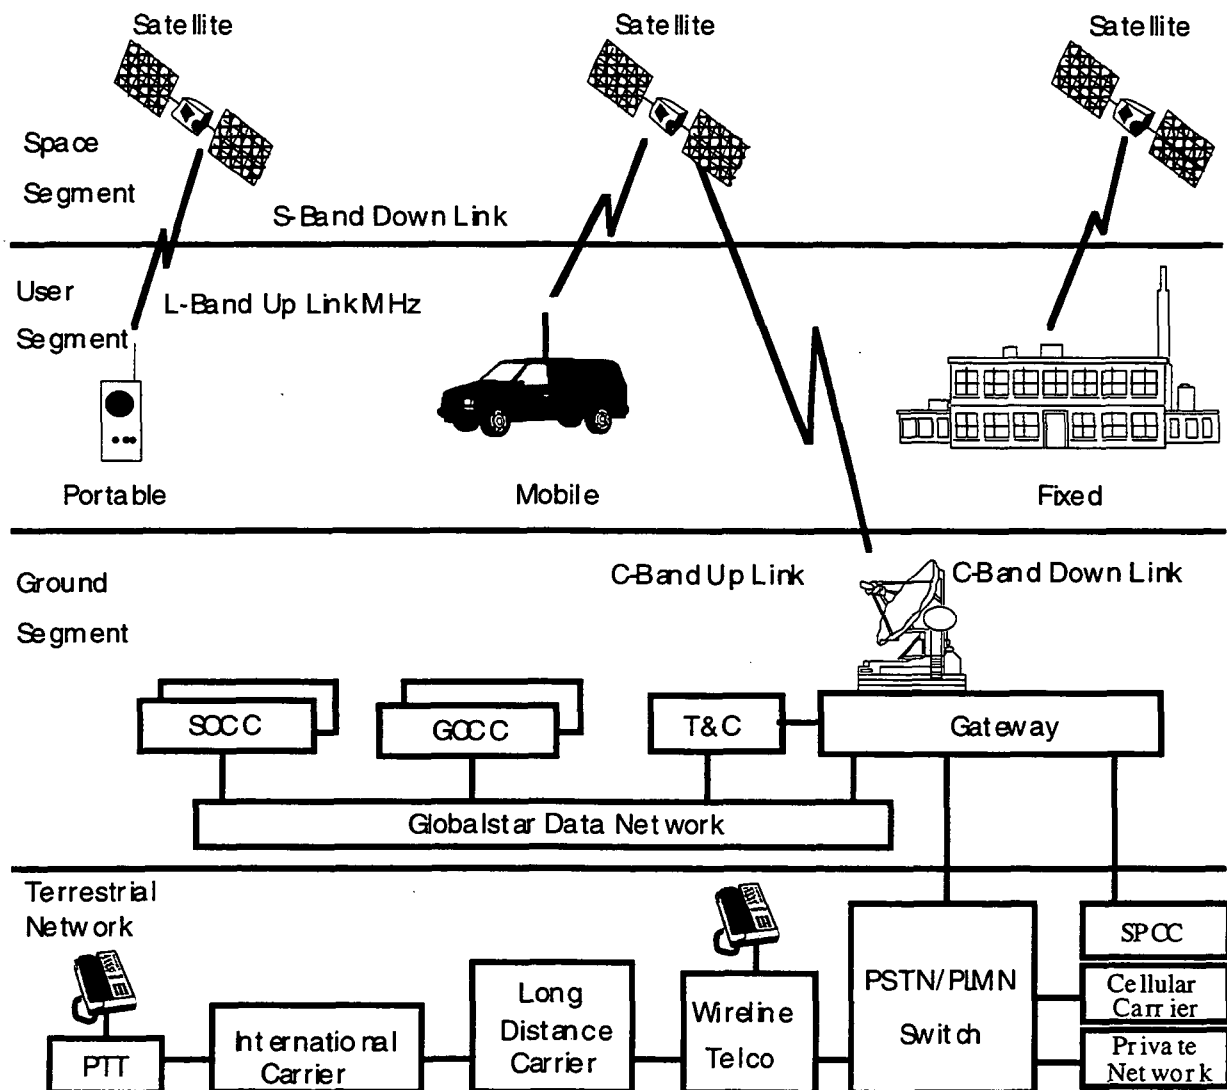 Satellite
Satellite
Satellite
Space
Segment
S-Band Down Link
User
Segment
L-Band Up Link MHz
Portable
Mobile
Fixed
Ground
Segment
C-Band Up Link
C-Band Down Link
SOCC
GOCC
T&C
Gateway
Globalstar Data Network
Terrestrial
Network
PTT
International
Carrier
Long
Distance
Carrier
Wireline
Telco
PSTN/PLMN
Switch
SPCC
Cellular
Carrier
Private
Network